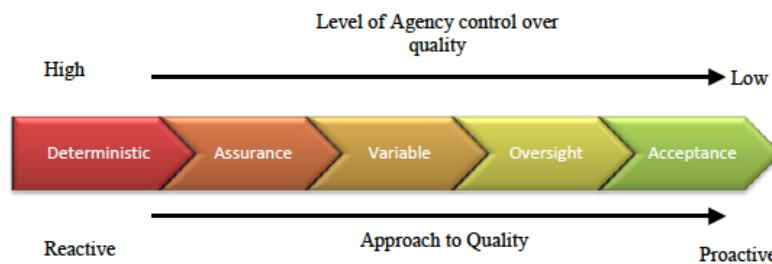 Level of Agency control over
quality
High
Low
Deterministic
Assurance
Variable
Oversight
Acceptance
Approach to Quality
Reactive
Proactive